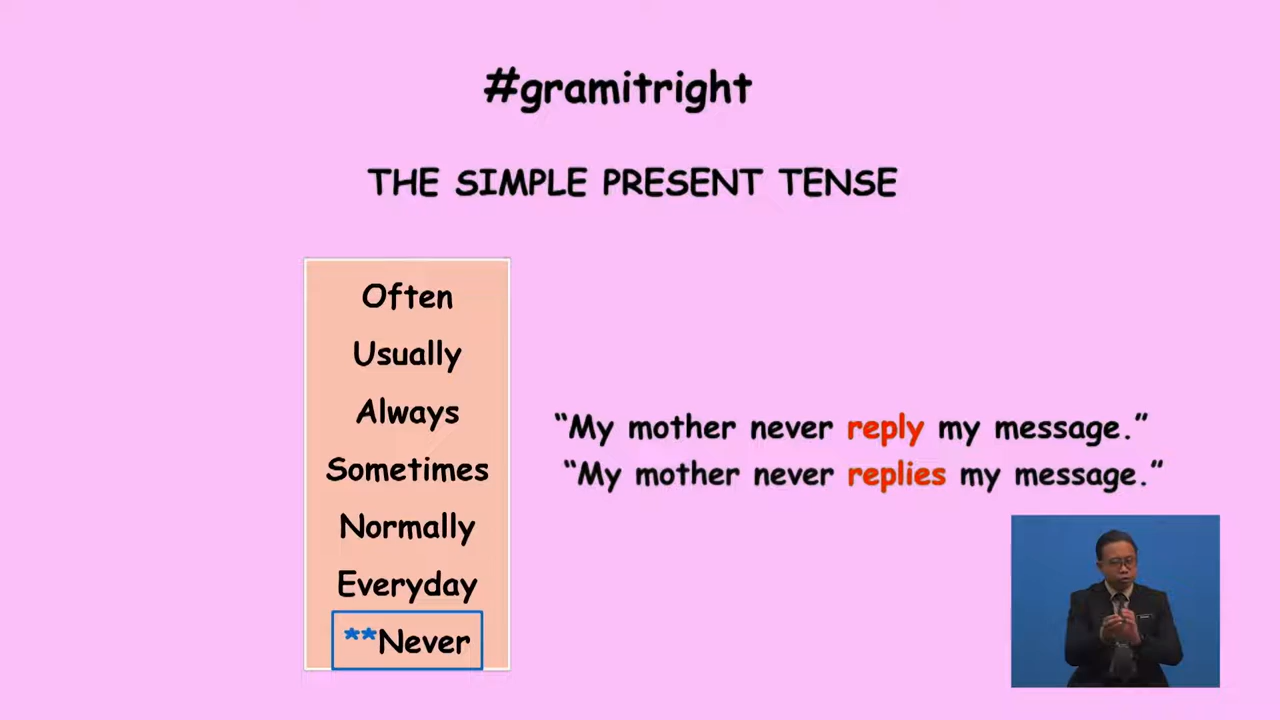 #gramitright
THE SIMPLE PRESENT TENSE
Often
Usually
Always
Sometimes
Normally
Everyday
**Never
“My mother never reply my message.”
“My mother never replies my message.”